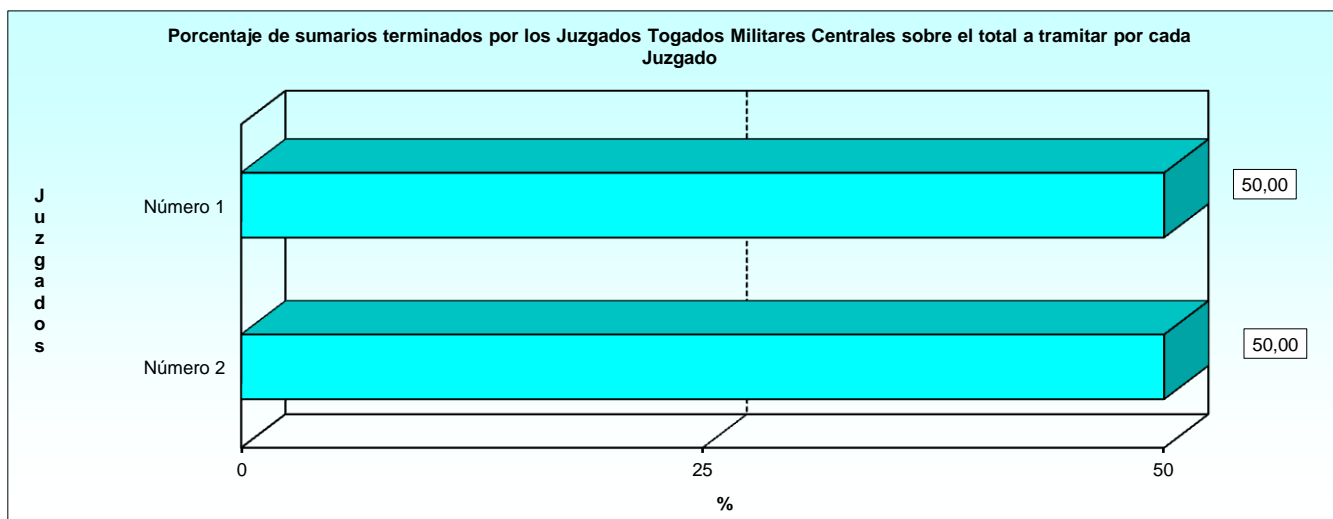 Porcentaje de sumarios terminados por los Juzgados Togados Militares Centrales sobre el total a tramitar por cada
Juzgado
Juzgados
Número 1
50,00
Número 2
50,00
0 25 50
%